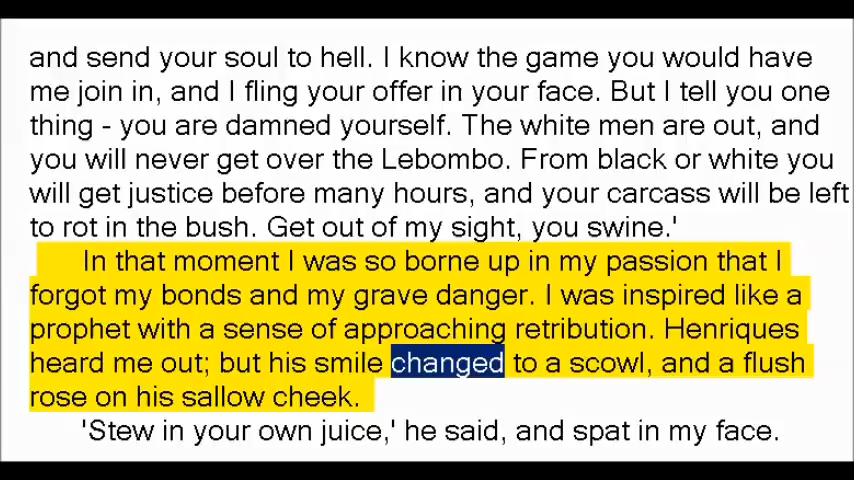 and send your soul to hell. I know the game you would have
me join in, and I fling your offer in your face. But I tell you one
thing - you are damned yourself. The white men are out, and
you will never get over the Lebombo. From black or white you
will get justice before many hours, and your carcass will be left
to rot in the bush. Get out of my sight, you swine.'
In that moment I was so borne up in my passion that I
forgot my bonds and my grave danger. I was inspired like a
prophet with a sense of approaching retribution. Henriques
heard me out; but his smile changed to a scowl, and a flush
rose on his sallow cheek.
'Stew in your own juice,' he said, and spat in my face.